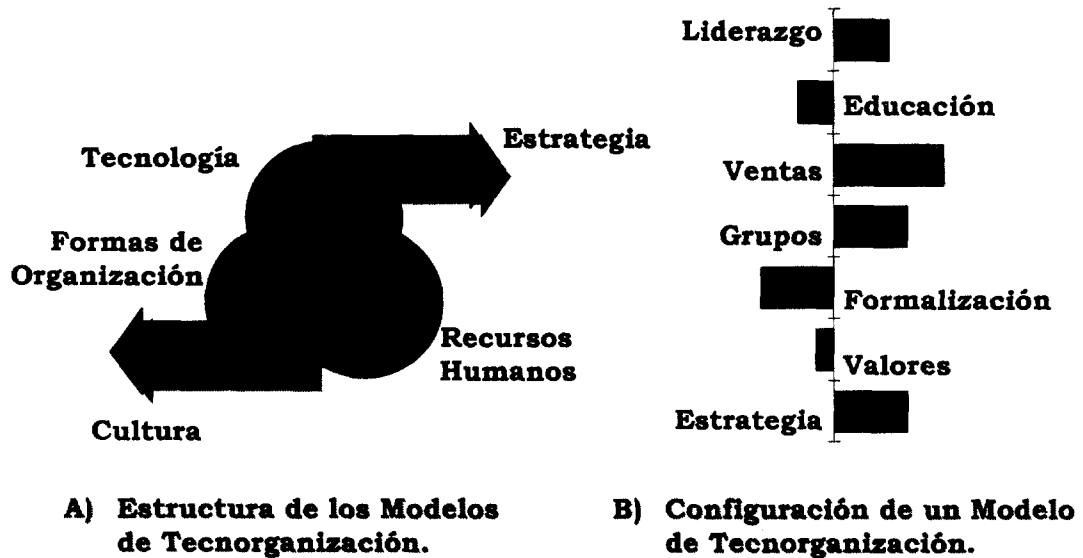 Tecnología
Estrategia
Formas de
Organización
Recursos
Humanos
Cultura
A) Estructura de los Modelos
de Tecnorganización.
Liderazgo
Educación
Ventas
Grupos
Formalización
Valores
Estrategia
B) Configuración de un Modelo
de Tecnorganización.